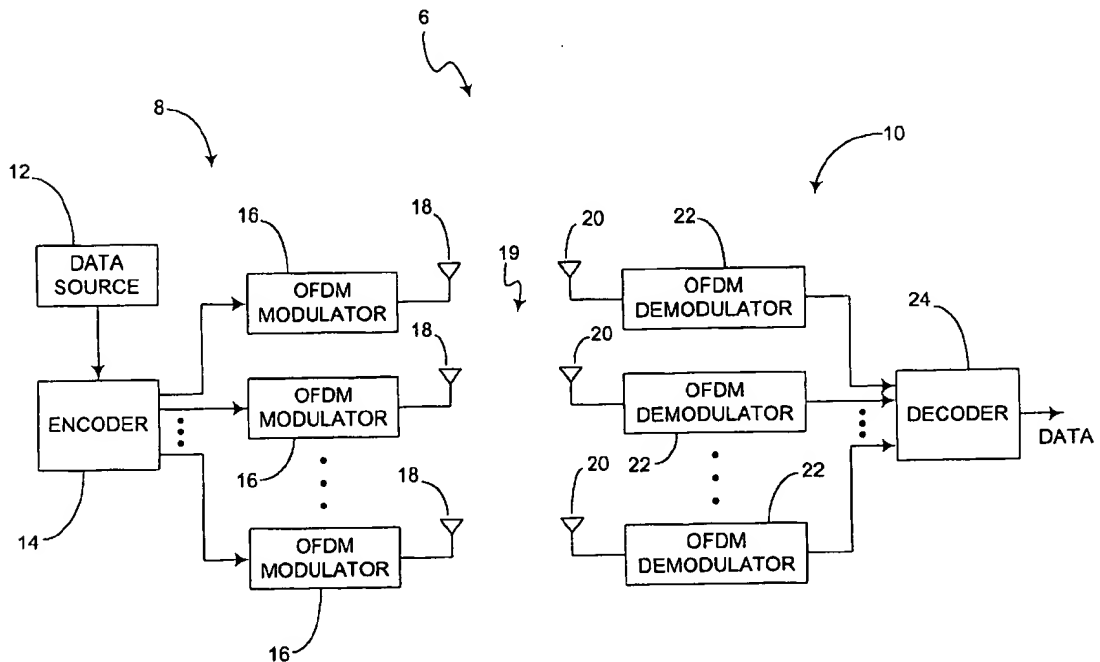 6
8
10
12
16
18
20
22
19
DATA
SOURCE
OFDM
MODULATOR
OFDM
DEMODULATOR
24
18
20
ENCODER
OFDM
MODULATOR
OFDM
DEMODULATOR
DECODER
DATA
16
22
18
20
22
14
OFDM
MODULATOR
OFDM
DEMODULATOR
16